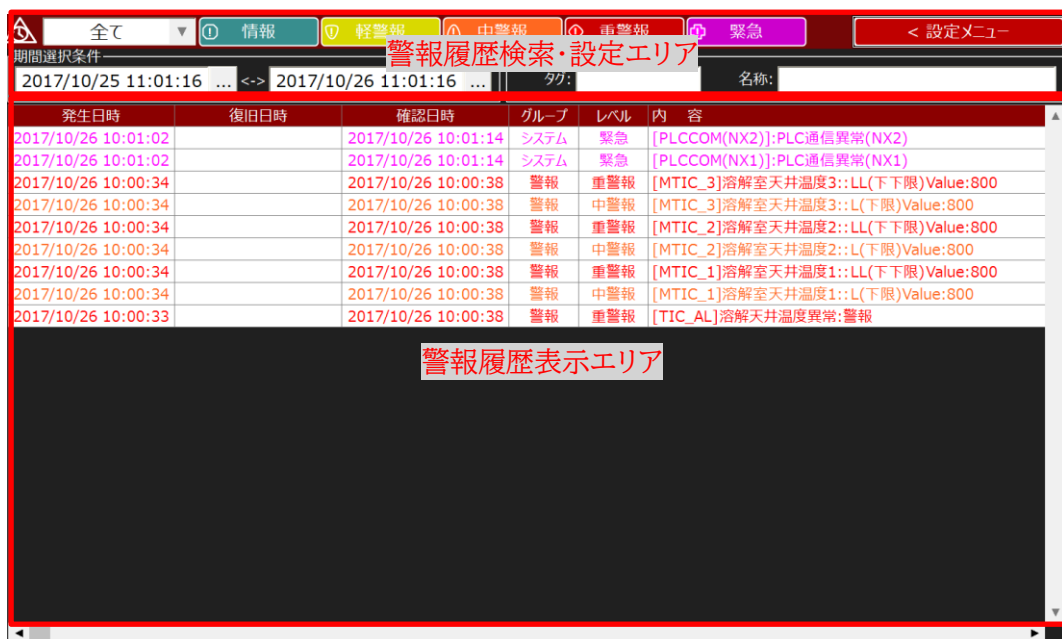 全て ▼ 情報 軽警報 中警報 重警報 緊急 < 設定メニュー
警報履歴検索・設定エリア
期間選択条件
2017/10/25 11:01:16 ... <-> 2017/10/26 11:01:16 ... タグ: 名称:
発生日時 復旧日時 確認日時 グループ レベル 内 容
2017/10/26 10:01:02 2017/10/26 10:01:14 システム 緊急 [PLCCOM(NX2)]:PLC通信異常(NX2)
2017/10/26 10:01:02 2017/10/26 10:01:14 システム 緊急 [PLCCOM(NX1)]:PLC通信異常(NX1)
2017/10/26 10:00:34 2017/10/26 10:00:38 警報 重警報 [MTIC_3]溶解室天井温度3::LL(下下限)Value:800
2017/10/26 10:00:34 2017/10/26 10:00:38 警報 中警報 [MTIC_3]溶解室天井温度3::L(下限)Value:800
2017/10/26 10:00:34 2017/10/26 10:00:38 警報 重警報 [MTIC_2]溶解室天井温度2::LL(下下限)Value:800
2017/10/26 10:00:34 2017/10/26 10:00:38 警報 中警報 [MTIC_2]溶解室天井温度2::L(下限)Value:800
2017/10/26 10:00:34 2017/10/26 10:00:38 警報 重警報 [MTIC_1]溶解室天井温度1::LL(下下限)Value:800
2017/10/26 10:00:34 2017/10/26 10:00:38 警報 中警報 [MTIC_1]溶解室天井温度1::L(下限)Value:800
2017/10/26 10:00:33 2017/10/26 10:00:38 警報 重警報 [TIC_AL]溶解天井温度異常:警報
警報履歴表示エリア